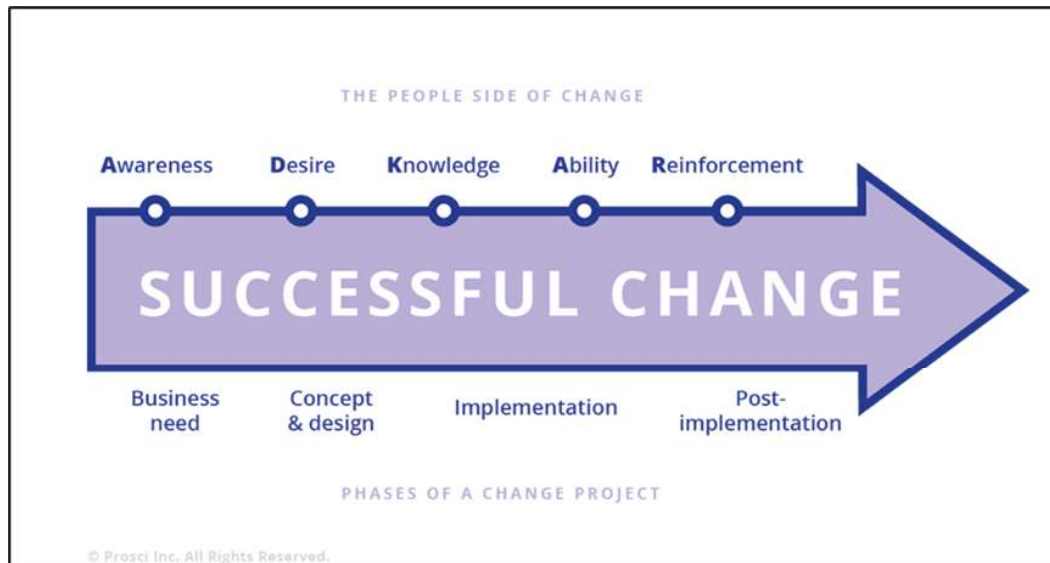 THE PEOPLE SIDE OF CHANGE
Awareness Desire Knowledge Ability Reinforcement
SUCCESSFUL CHANGE
Business need
Concept & design
Implementation
Post-implementation
PHASES OF A CHANGE PROJECT
© Prosci Inc. All Rights Reserved.